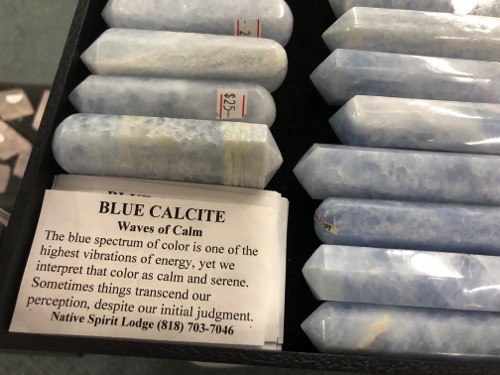 $25-
BLUE CALCITE
Waves of Calm
The blue spectrum of color is one of the
highest vibrations of energy, yet we
interpret that color as calm and serene.
Sometimes things transcend our
perception, despite our initial judgment.
Native Spirit Lodge (818) 703-7046